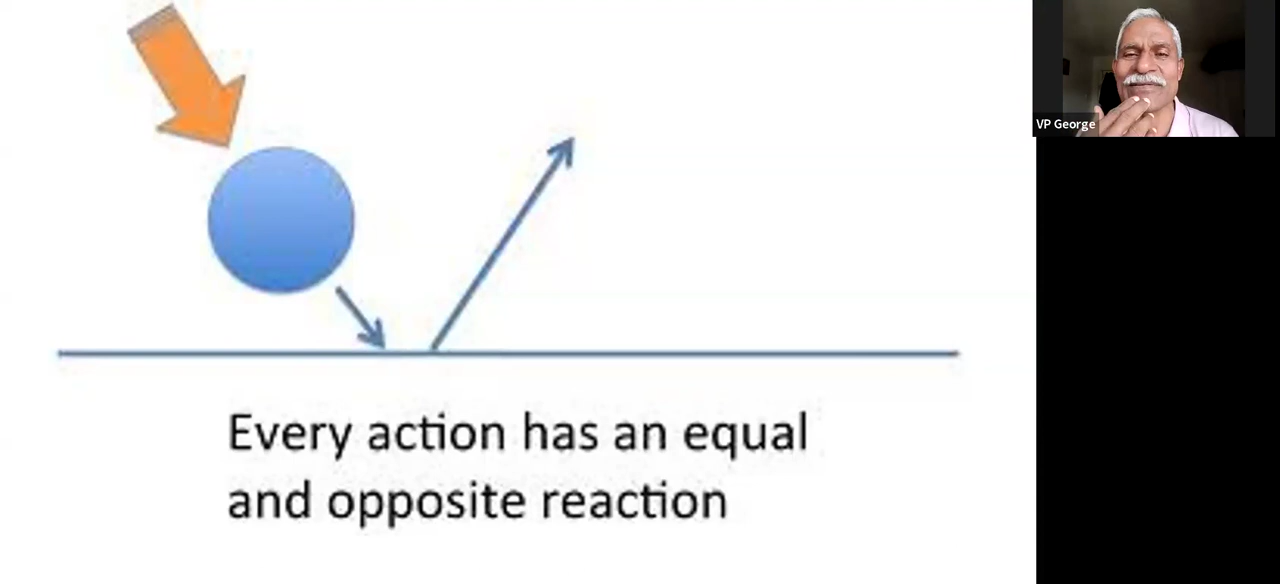 VP George
Every action has an equal
and opposite reaction